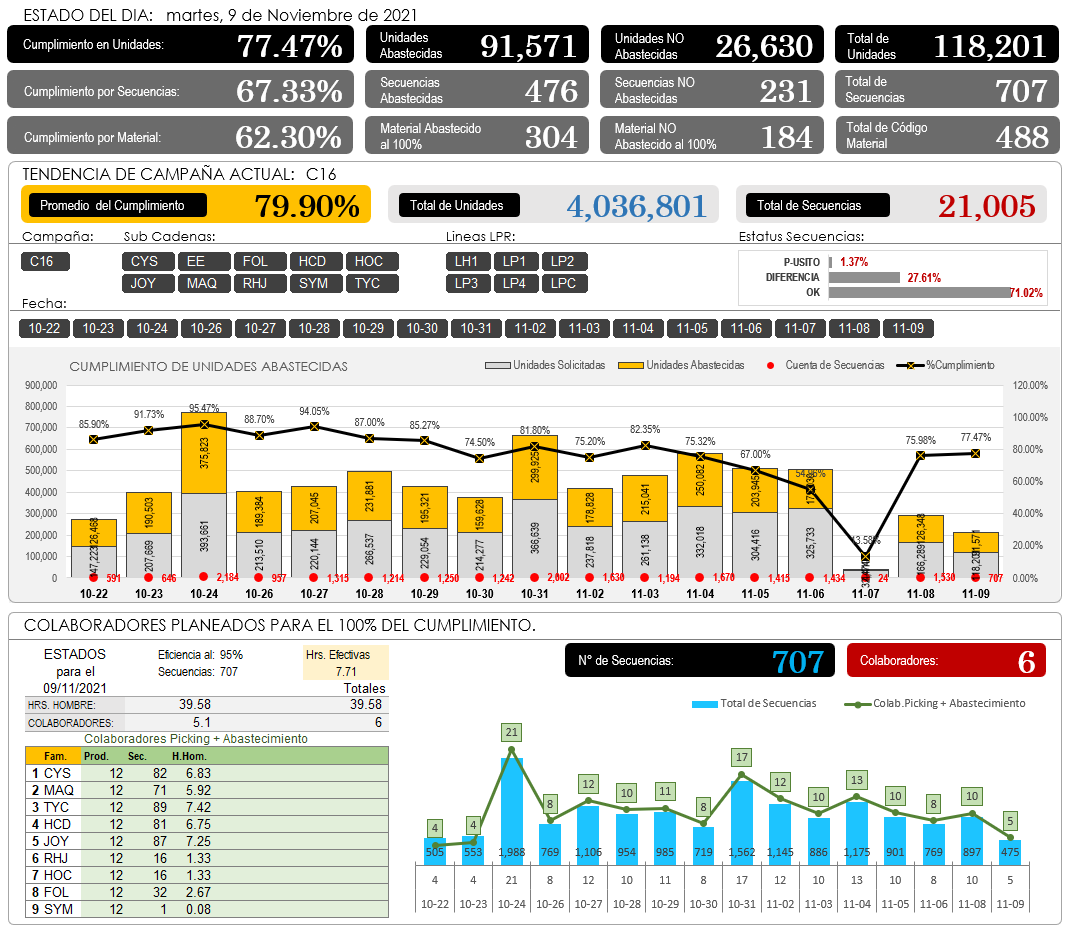 ESTADO DEL DIA: martes, 9 de Noviembre de 2021
Cumplimiento en Unidades: 77.47% Unidades Abastecidas 91,571 Unidades NO Abastecidas 26,630 Total de Unidades 118,201
Cumplimiento por Secuencias: 67.33% Secuencias Abastecidas 476 Secuencias NO Abastecidas 231 Total de Secuencias 707
Cumplimiento por Material: 62.30% Material Abastecido al 100% 304 Material NO Abastecido al 100% 184 Total de Código Material 488
TENDENCIA DE CAMPAÑA ACTUAL: C16
Promedio del Cumplimiento 79.90% Total de Unidades 4,036,801 Total de Secuencias 21,005
Campaña: Sub Cadenas: Lineas LPR: Estatus Secuencias:
C16 CYS EE FOL HCD HOC LH1 LP1 LP2
JOY MAQ RHJ SYM TYC LP3 LP4 LPC
P-USITO 1.37%
DIFERENCIA 27.61%
OK 71.02%
Fecha:
10-22 10-23 10-24 10-26 10-27 10-28 10-29 10-30 10-31 11-02 11-03 11-04 11-05 11-06 11-07 11-08 11-09
CUMPLIMIENTO DE UNIDADES ABASTECIDAS
Unidades Solicitadas Unidades Abastecidas Cuenta de Secuencias %Cumplimiento
900,000 800,000 700,000 600,000 500,000 400,000 300,000 200,000 100,000 0
120.00% 100.00% 80.00% 60.00% 40.00% 20.00% 0.00%
85.90% 91.73% 95.47% 88.70% 94.05% 87.00% 85.27% 74.50% 81.80% 75.20% 82.35% 75.32% 67.00% 13.58% 75.98% 77.47%
190,503 375,823 189,384 207,045 231,881 195,321 159,628 299,925 178,828 215,041 250,082 203,945 126,348 91,571
147,223 207,669 393,661 213,510 220,144 266,537 229,054 214,277 366,639 237,818 261,138 332,018 304,416 325,733 166,289 118,201
591 646 2,184 957 1,315 1,214 1,250 1,242 2,002 1,630 1,194 1,670 1,415 1,434 24 1,530 707
10-22 10-23 10-24 10-26 10-27 10-28 10-29 10-30 10-31 11-02 11-03 11-04 11-05 11-06 11-07 11-08 11-09
COLABORADORES PLANEADOS PARA EL 100% DEL CUMPLIMIENTO.
ESTADOS para el 09/11/2021
Eficiencia al: 95%
Secuencias: 707
Hrs. Efectivas
7.71
Totales
HRS. HOMBRE: 39.58 39.58
COLABORADORES: 5.1 6
Colaboradores Picking + Abastecimiento
Fam. Prod. Sec. H.Hom.
1 CYS 12 82 6.83
2 MAQ 12 71 5.92
3 TYC 12 89 7.42
4 HCD 12 81 6.75
5 JOY 12 87 7.25
6 RHJ 12 16 1.33
7 HOC 12 16 1.33
8 FOL 12 32 2.67
9 SYM 12 1 0.08
N° de Secuencias: 707 Colaboradores: 6
Total de Secuencias Colab.Picking + Abastecimiento
4 4 21 8 12 10 11 8 17 12 10 13 10 8 10 5
505 553 1,988 769 1,106 954 985 719 1,562 1,145 886 1,175 901 769 897 475
4 4 21 8 12 10 11 8 17 12 10 13 10 8 10 5
10-22 10-23 10-24 10-26 10-27 10-28 10-29 10-30 10-31 11-02 11-03 11-04 11-05 11-06 11-08 11-09